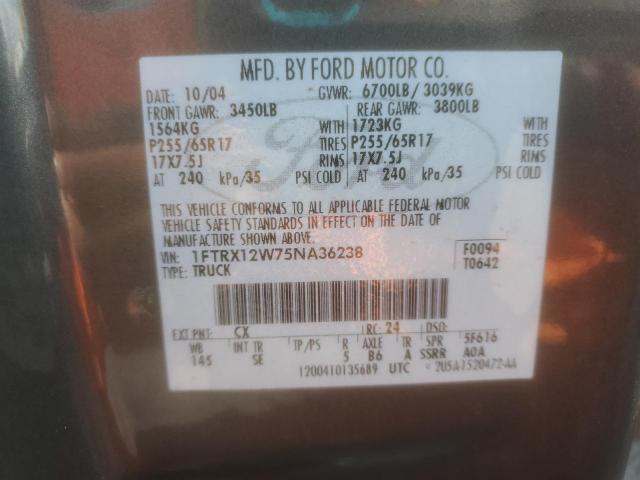 MFD. BY FORD MOTOR CO.
DATE: 10/04 GVWR: 6700LB/ 3039KG
FRONT GAWR: 3450LB REAR GAWR: 3800LB
1564KG WITH 1723KG WITH
P255/65R17 TIRES P255/65R17 TIRES
17X7.5J RIMS 17X7.5J RIMS
AT 240 kPa/35 PSI COLD AT 240 kPa/35 PSI COLD
Ford
THIS VEHICLE CONFORMS TO ALL APPLICABLE FEDERAL MOTOR
VEHICLE SAFETY STANDARDS IN EFFECT ON THE DATE OF
MANUFACTURE SHOWN ABOVE.
VIN: 1FTRX12W75NA36238 F0094
TYPE: TRUCK T0642
EXT PNT: CX RC: 24 DSO:
WB INT TR TP/PS R AXLE TR SPR 5F616
145 SE 5 B6 A SSRR A0A
1200410135689 UTC 2U5A-1520472-AA